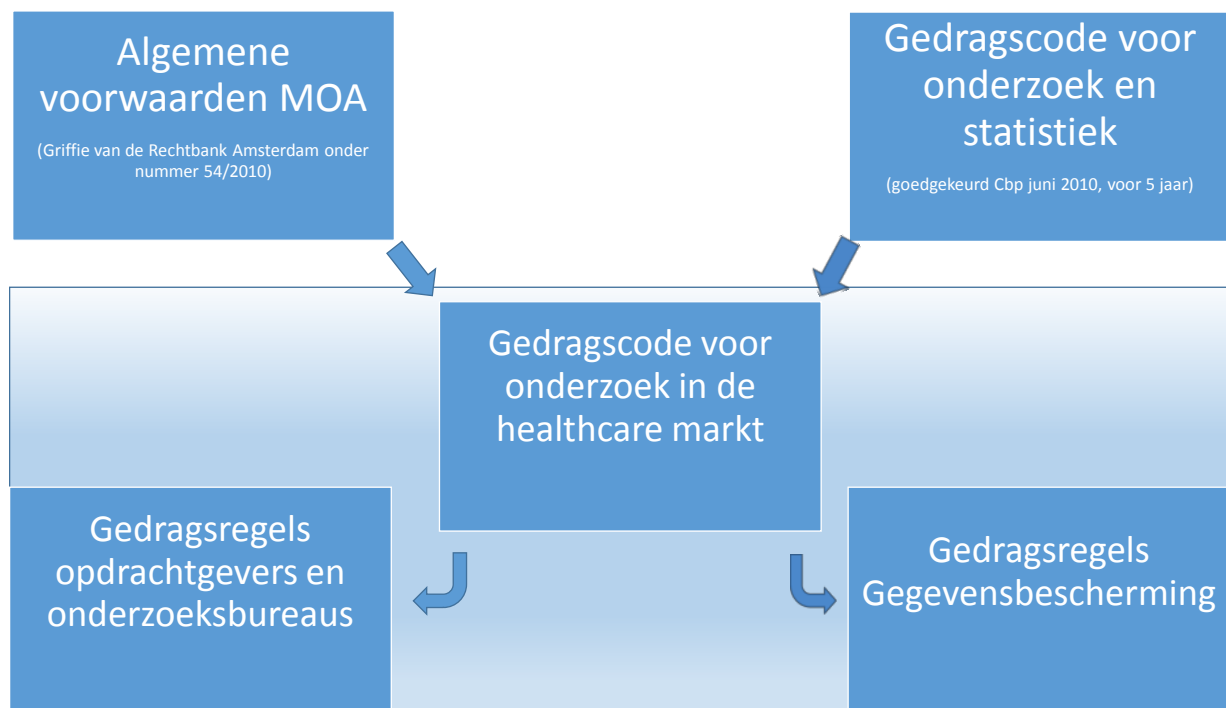 Algemene
voorwaarden MOA
(Griffie van de Rechtbank Amsterdam onder
nummer 54/2010)
Gedragscode voor
onderzoek en
statistiek
(goedgekeurd Cbp juni 2010, voor 5 jaar)
Gedragscode voor
onderzoek in de
healthcare markt
Gedragsregels
opdrachtgevers en
onderzoeksbureaus
Gedragsregels
Gegevensbescherming